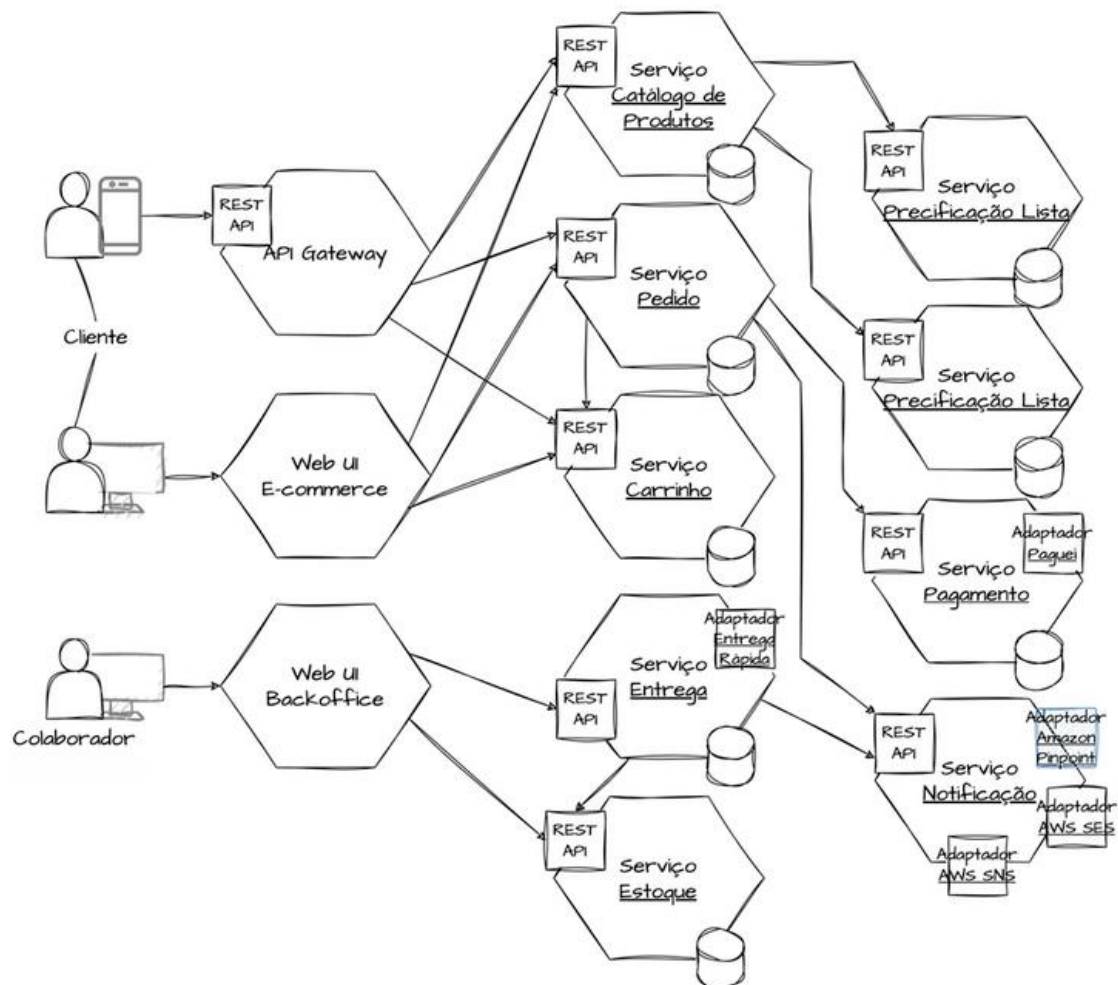 REST
API
Serviço
Catálogo de
Produtos
REST
API
Serviço
Precificação Lista
REST
API
API Gateway
REST
API
Serviço
Pedido
Cliente
REST
API
Serviço
Precificação Lista
Web UI
E-commerce
REST
API
Serviço
Carrinho
REST
API
Adaptador
Paguei
Serviço
Pagamento
Web UI
Backoffice
Adaptador
Entrega
Rápida
Serviço
Entrega
REST
API
Colaborador
REST
API
Adaptador
Amazon
Pinpoint
Serviço
Notificação
Adaptador
AWS SES
Adaptador
AWS SNS
REST
API
Serviço
Estoque